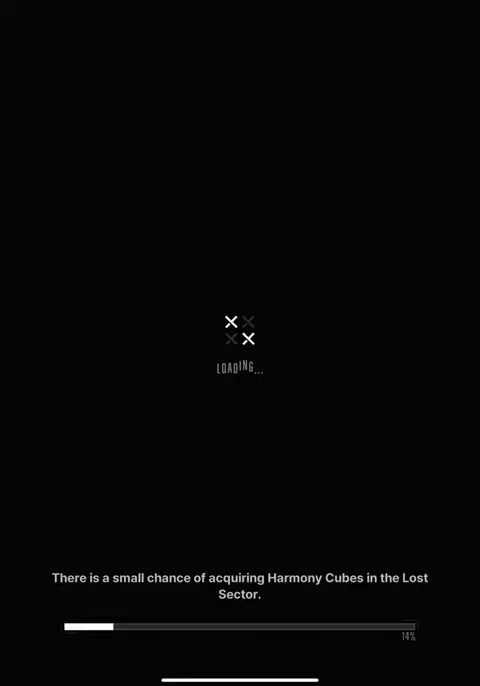 LOADING...
There is a small chance of acquiring Harmony Cubes in the Lost
Sector.
14%